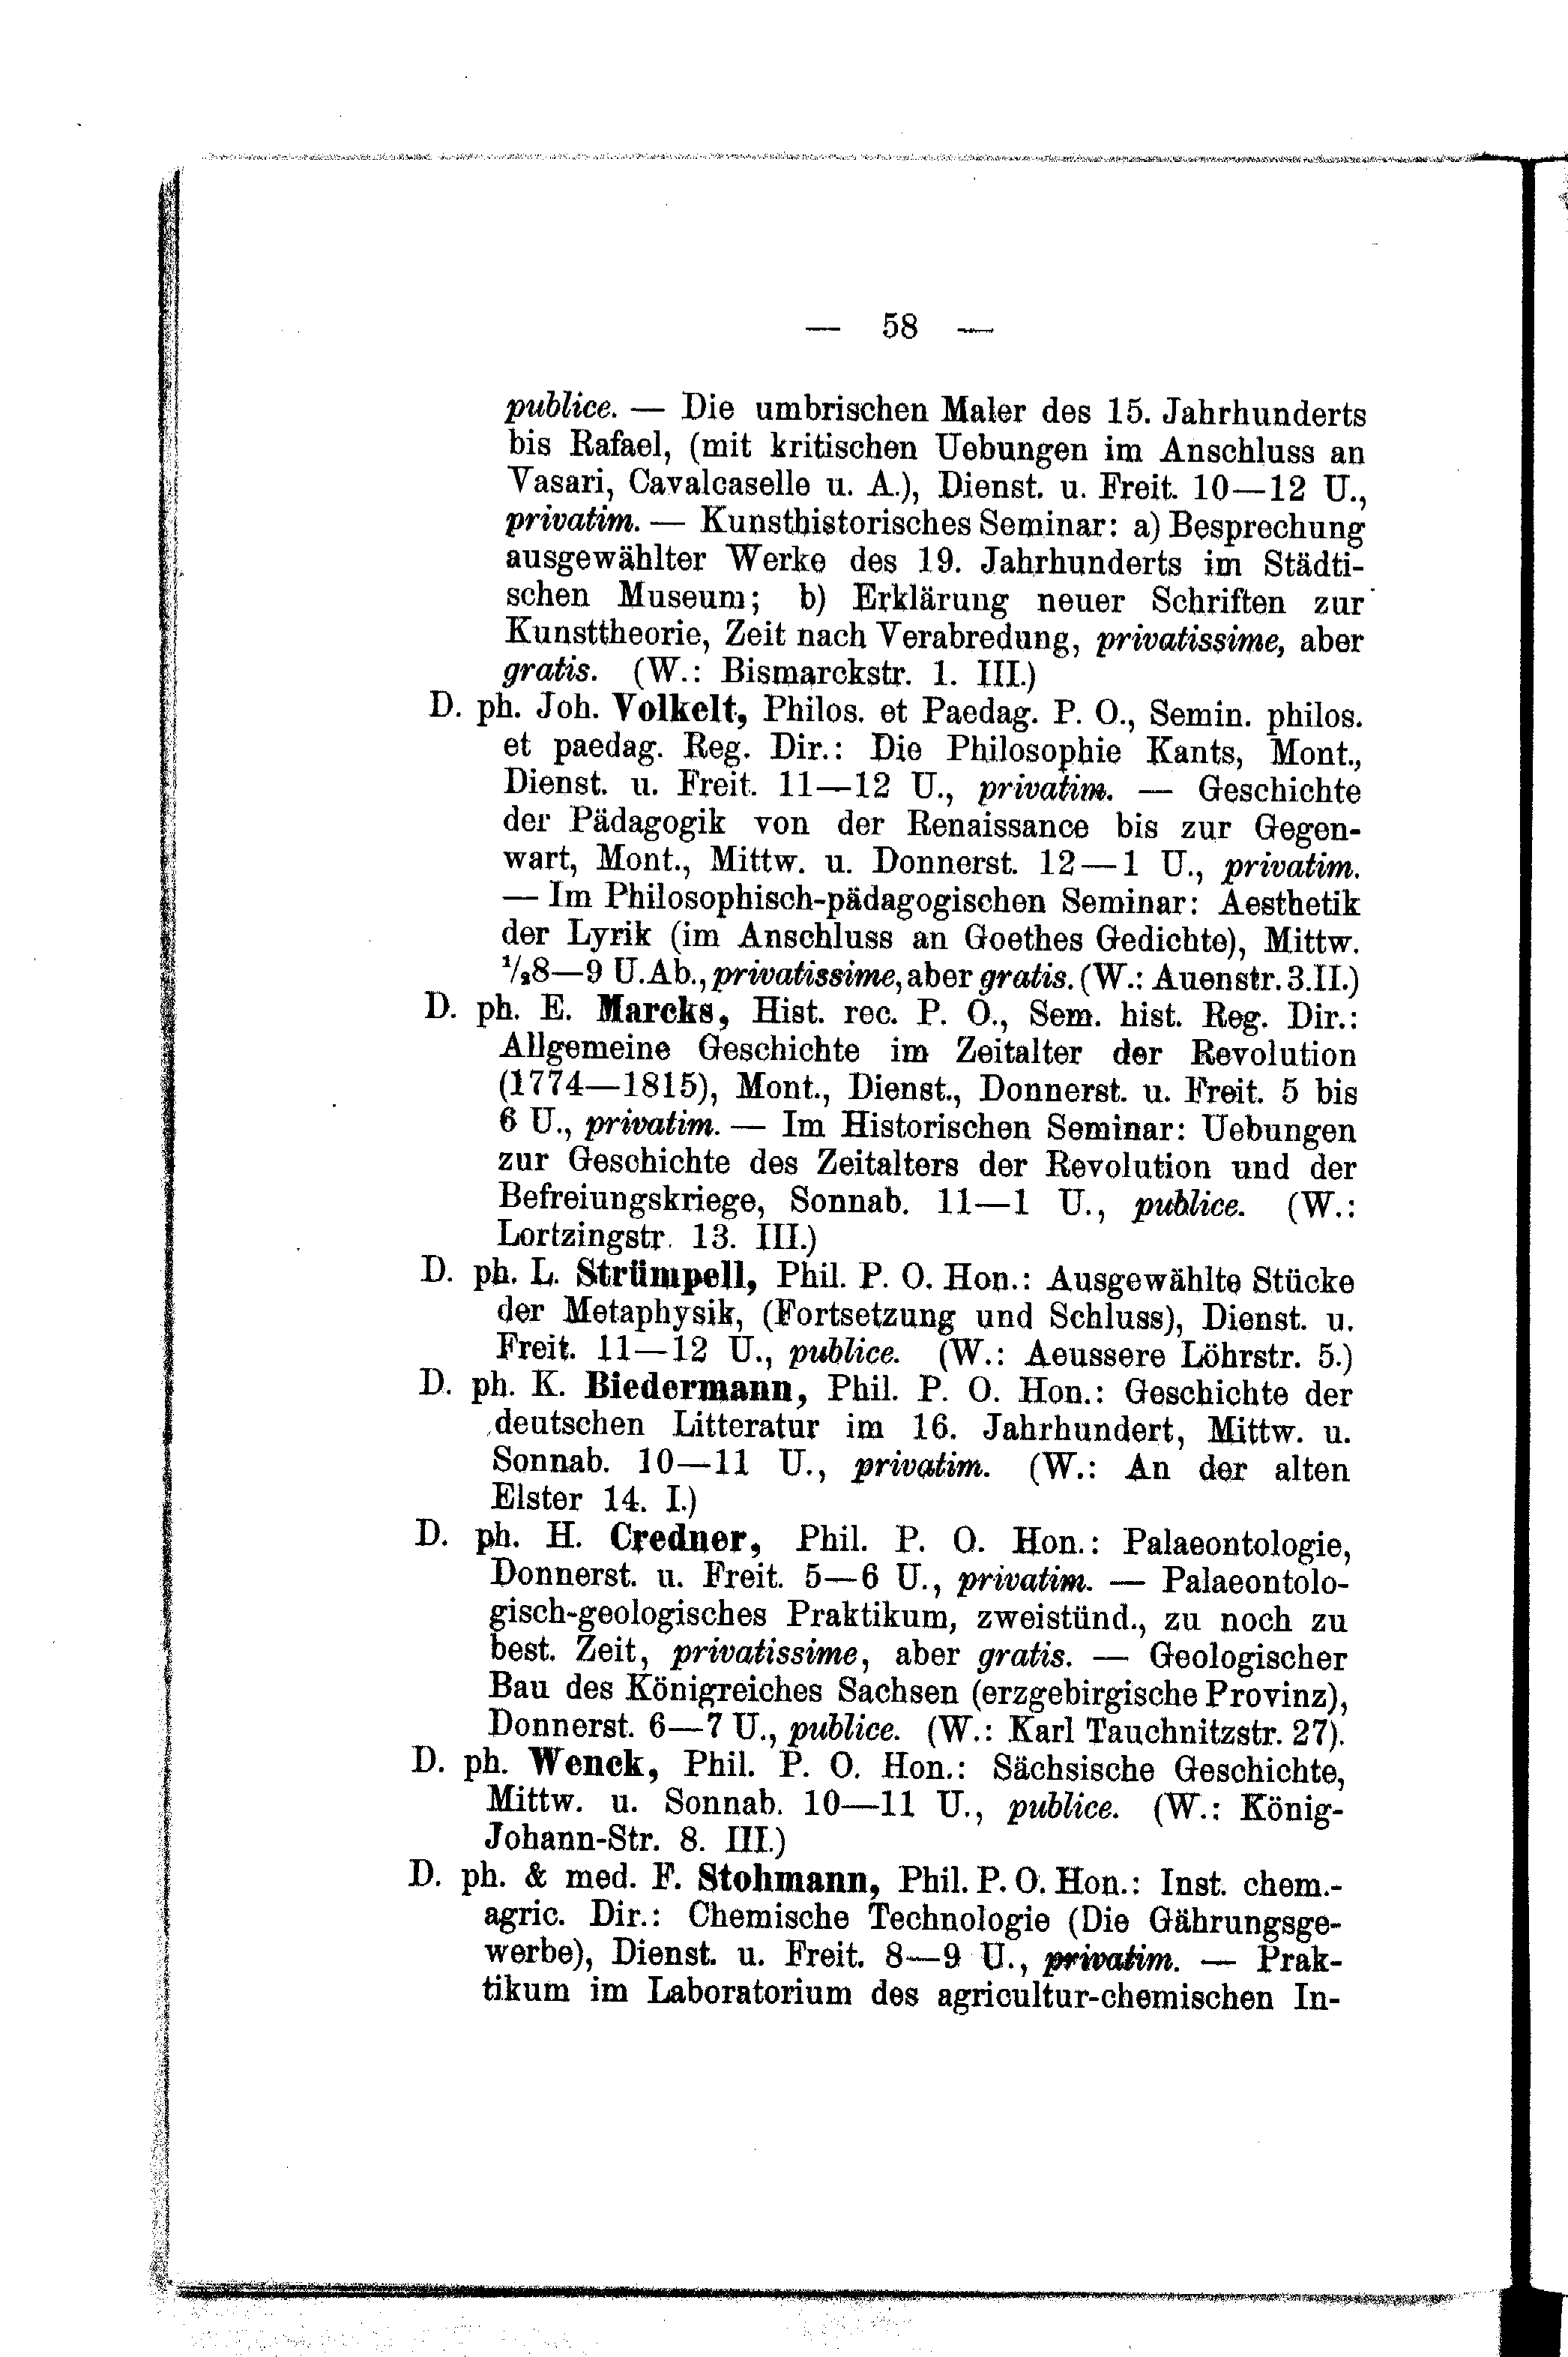 — 58 —
publice. — Die umbrischen Maler des 15. Jahrhunderts
bis Rafael, (mit kritischen Uebungen im Anschluss an
Vasari, Cavalcaselle u. A.), Dienst. u. Freit. 10—12 U.,
privatim. — Kunsthistorisches Seminar: a) Besprechung
ausgewählter Werke des 19. Jahrhunderts im Städti-
schen Museum; b) Erklärung neuer Schriften zur
Kunsttheorie, Zeit nach Verabredung, privatissime, aber
gratis. (W.: Bismarckstr. 1. III.)
D. ph. Joh. Volkelt, Philos. et Paedag. P. O., Semin. philos.
et paedag. Reg. Dir.: Die Philosophie Kants, Mont.,
Dienst. u. Freit. 11—12 U., privatim. — Geschichte
der Pädagogik von der Renaissance bis zur Gegen-
wart, Mont., Mittw. u. Donnerst. 12—1 U., privatim.
— Im Philosophisch-pädagogischen Seminar: Aesthetik
der Lyrik (im Anschluss an Goethes Gedichte), Mittw.
½8—9 U.Ab., privatissime, aber gratis. (W.: Auenstr. 3.II.)
D. ph. E. Marcks, Hist. rec. P. O., Sem. hist. Reg. Dir.:
Allgemeine Geschichte im Zeitalter der Revolution
(1774—1815), Mont., Dienst., Donnerst. u. Freit. 5 bis
6 U., privatim. — Im Historischen Seminar: Uebungen
zur Geschichte des Zeitalters der Revolution und der
Befreiungskriege, Sonnab. 11—1 U., publice. (W.:
Lortzingstr. 13. III.)
D. ph. L. Strümpell, Phil. P. O. Hon.: Ausgewählte Stücke
der Metaphysik, (Fortsetzung und Schluss), Dienst. u.
Freit. 11—12 U., publice. (W.: Aeussere Löhrstr. 5.)
D. ph. K. Biedermann, Phil. P. O. Hon.: Geschichte der
deutschen Litteratur im 16. Jahrhundert, Mittw. u.
Sonnab. 10—11 U., privatim. (W.: An der alten
Elster 14. I.)
D. ph. H. Credner, Phil. P. O. Hon.: Palaeontologie,
Donnerst. u. Freit. 5—6 U., privatim. — Palaeontolo-
gisch-geologisches Praktikum, zweistünd., zu noch zu
best. Zeit, privatissime, aber gratis. — Geologischer
Bau des Königreiches Sachsen (erzgebirgische Provinz),
Donnerst. 6—7 U., publice. (W.: Karl Tauchnitzstr. 27).
D. ph. Wenck, Phil. P. O. Hon.: Sächsische Geschichte,
Mittw. u. Sonnab. 10—11 U., publice. (W.: König-
Johann-Str. 8. III.)
D. ph. & med. F. Stohmann, Phil. P. O. Hon.: Inst. chem.-
agric. Dir.: Chemische Technologie (Die Gährungsge-
werbe), Dienst. u. Freit. 8—9 U., privatim. — Prak-
tikum im Laboratorium des agricultur-chemischen In-